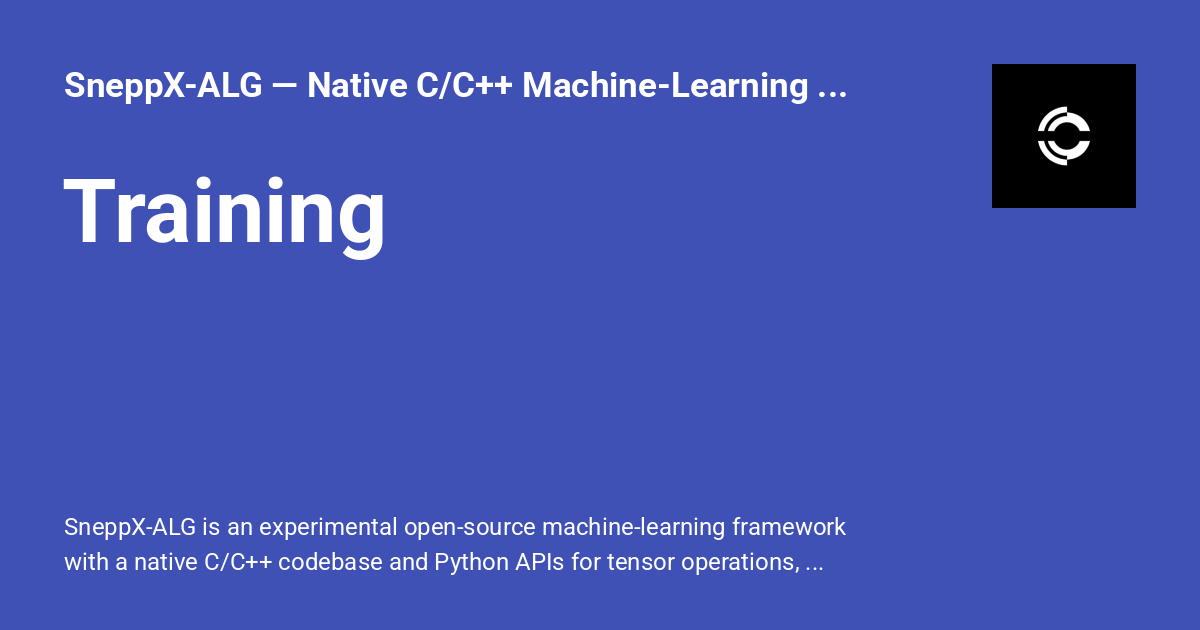 SneppX-ALG — Native C/C++ Machine-Learning ...
Training
SneppX-ALG is an experimental open-source machine-learning framework
with a native C/C++ codebase and Python APIs for tensor operations, ...